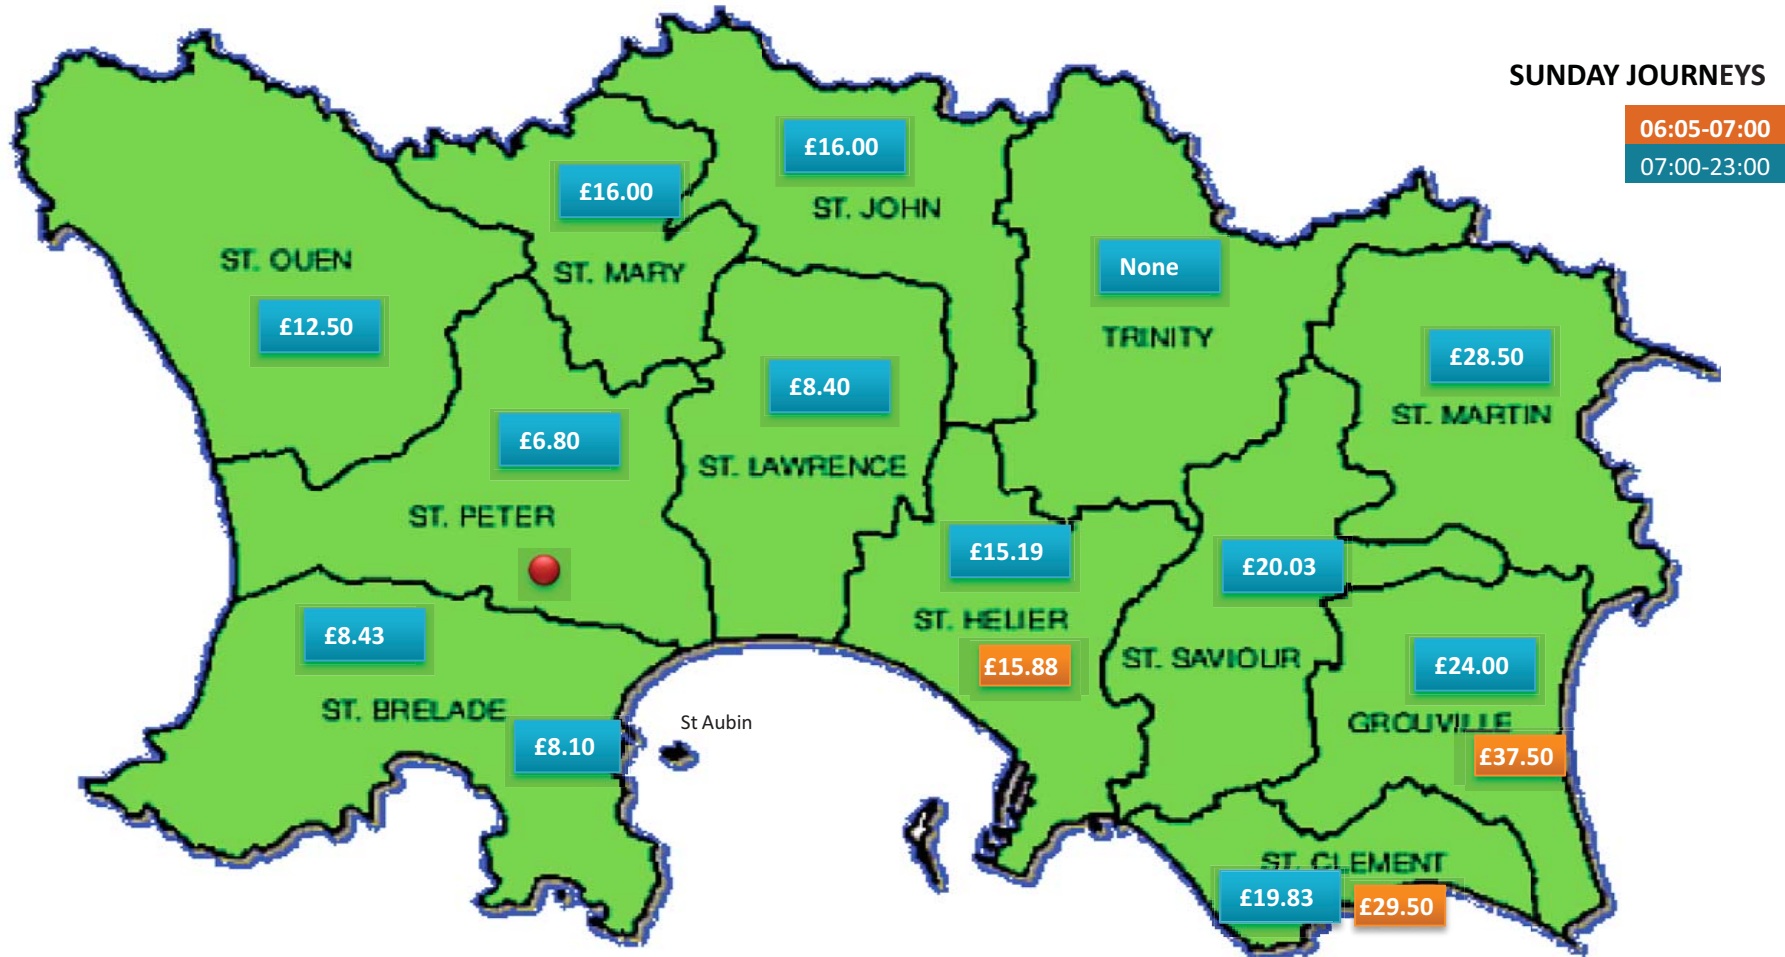 SUNDAY JOURNEYS
06:05-07:00
07:00-23:00
£16.00
ST. JOHN
£16.00
ST. MARY
ST. OUEN
£12.50
None
TRINITY
£28.50
ST. MARTIN
£8.40
ST. LAWRENCE
£6.80
ST. PETER
£15.19
ST. HELIER
£15.88
£20.03
ST. SAVIOUR
£8.43
ST. BRELADE
£8.10
St Aubin
£24.00
GROUVILLE
£37.50
ST. CLEMENT
£19.83
£29.50